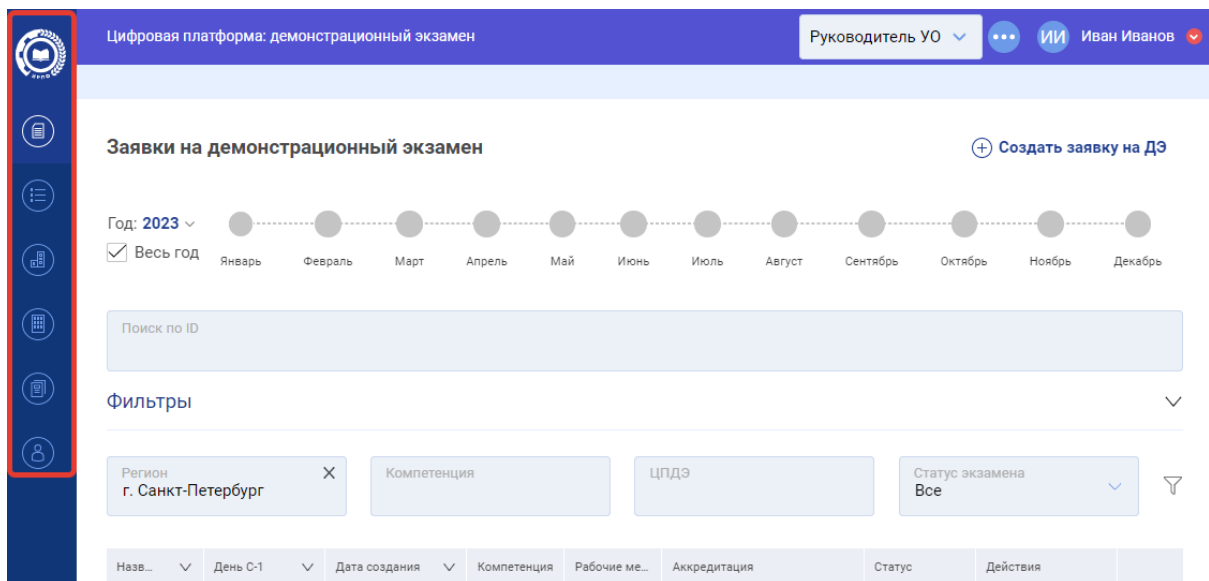 Цифровая платформа: демонстрационный экзамен
Руководитель УО
ИИ
Иван Иванов
ИРПО
Заявки на демонстрационный экзамен
Создать заявку на ДЭ
Год: 2023
Весь год
Январь Февраль Март Апрель Май Июнь Июль Август Сентябрь Октябрь Ноябрь Декабрь
Поиск по ID
Фильтры
Регион
г. Санкт-Петербург
Компетенция
ЦПДЭ
Статус экзамена
Все
Назв... День С-1 Дата создания Компетенция Рабочие ме... Аккредитация Статус Действия